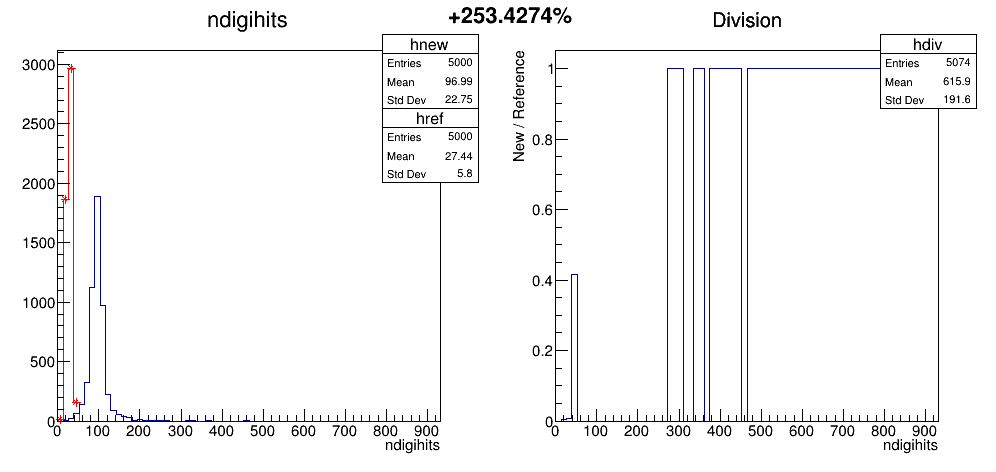 +253.4274%
ndigihits
hnew
Entries 5000
Mean 96.99
Std Dev 22.75
href
Entries 5000
Mean 27.44
Std Dev 5.8
3000
2500
2000
1500
1000
500
0
0 100 200 300 400 500 600 700 800 900
ndigihits
Division
hdiv
Entries 5074
Mean 615.9
Std Dev 191.6
New / Reference
1
0.8
0.6
0.4
0.2
0
0 100 200 300 400 500 600 700 800 900
ndigihits